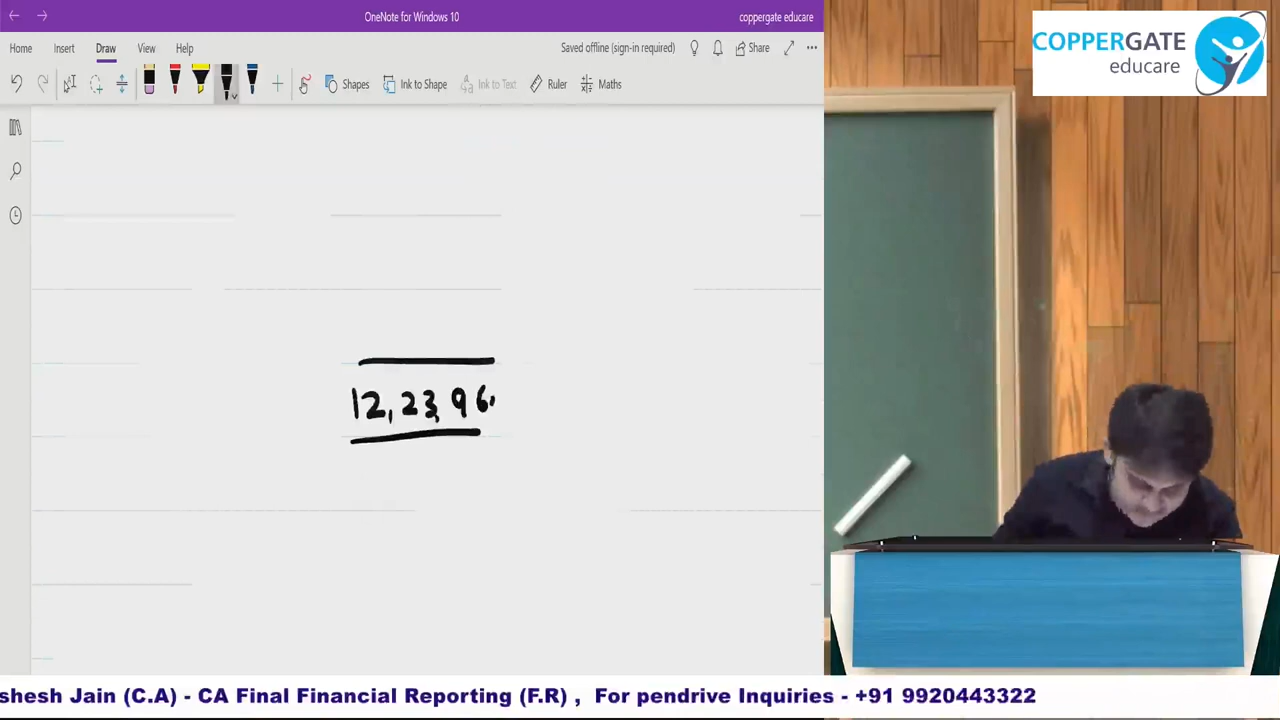 OneNote for Windows 10
coppergate educare
Home Insert Draw View Help
Saved offline (sign-in required)
Share
Shapes
Ink to Shape
Ink to Text
Ruler
Maths
COPPERGATE
educare
12,23,96
shesh Jain (C.A) - CA Final Financial Reporting (F.R) , For pendrive Inquiries - +91 9920443322